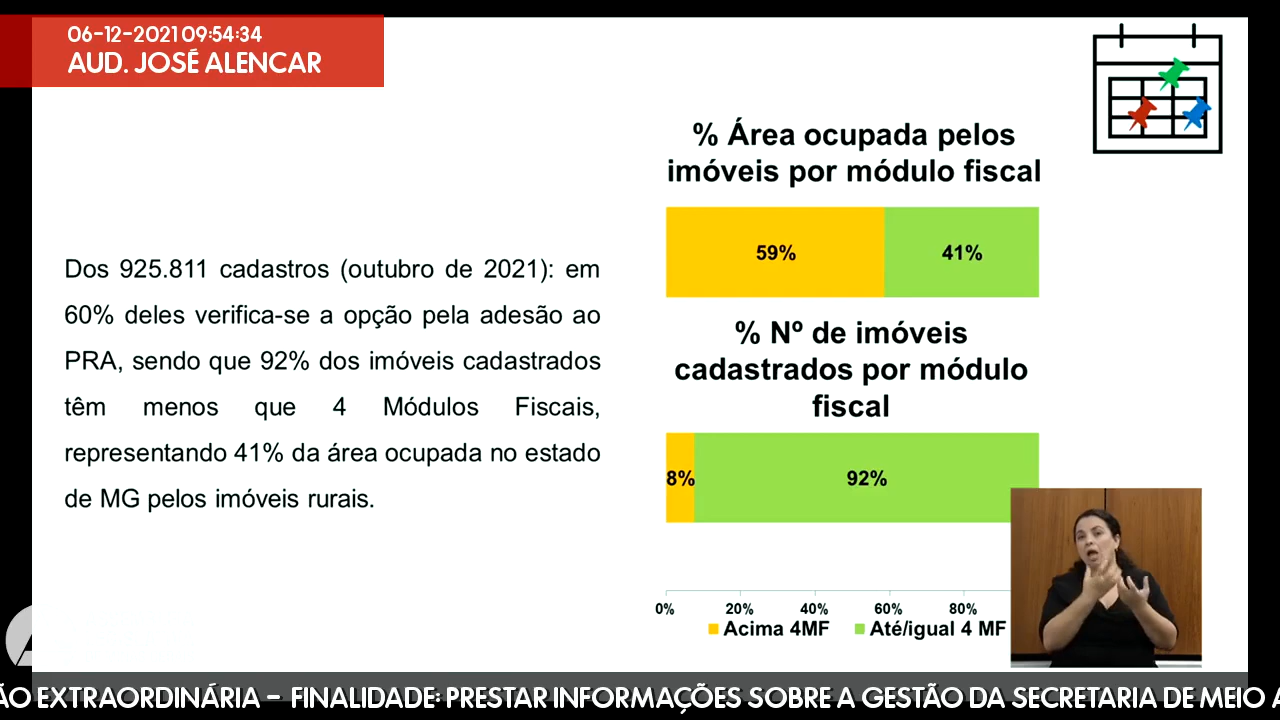 06-12-2021 09:54:34
AUD. JOSÉ ALENCAR
% Área ocupada pelos
imóveis por módulo fiscal
59% 41%
Dos 925.811 cadastros (outubro de 2021): em
60% deles verifica-se a opção pela adesão ao
PRA, sendo que 92% dos imóveis cadastrados
têm menos que 4 Módulos Fiscais,
representando 41% da área ocupada no estado
de MG pelos imóveis rurais.
% Nº de imóveis
cadastrados por módulo
fiscal
8% 92%
0% 20% 40% 60% 80%
Acima 4MF Até/igual 4 MF
ÃO EXTRAORDINÁRIA – FINALIDADE: PRESTAR INFORMAÇÕES SOBRE A GESTÃO DA SECRETARIA DE MEIO A